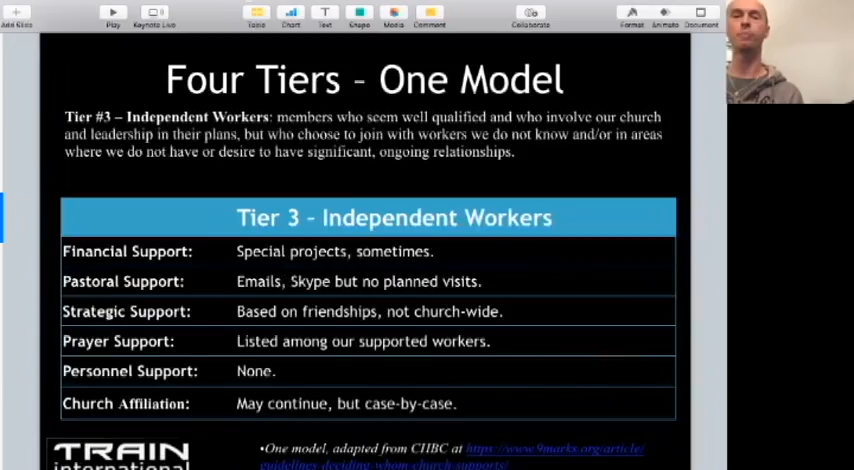 Add Slide
Play
Keynote Live
Table
Chart
Text
Shape
Media
Comment
Collaborate
Format
Animate
Document
Four Tiers – One Model
Tier #3 – Independent Workers: members who seem well qualified and who involve our church
and leadership in their plans, but who choose to join with workers we do not know and/or in areas
where we do not have or desire to have significant, ongoing relationships.
Tier 3 – Independent Workers
Financial Support: Special projects, sometimes.
Pastoral Support: Emails, Skype but no planned visits.
Strategic Support: Based on friendships, not church-wide.
Prayer Support: Listed among our supported workers.
Personnel Support: None.
Church Affiliation: May continue, but case-by-case.
TRAIN
international
•One model, adapted from CHBC at https://www.9marks.org/article/
guidelines-deciding-whom-church-supports/